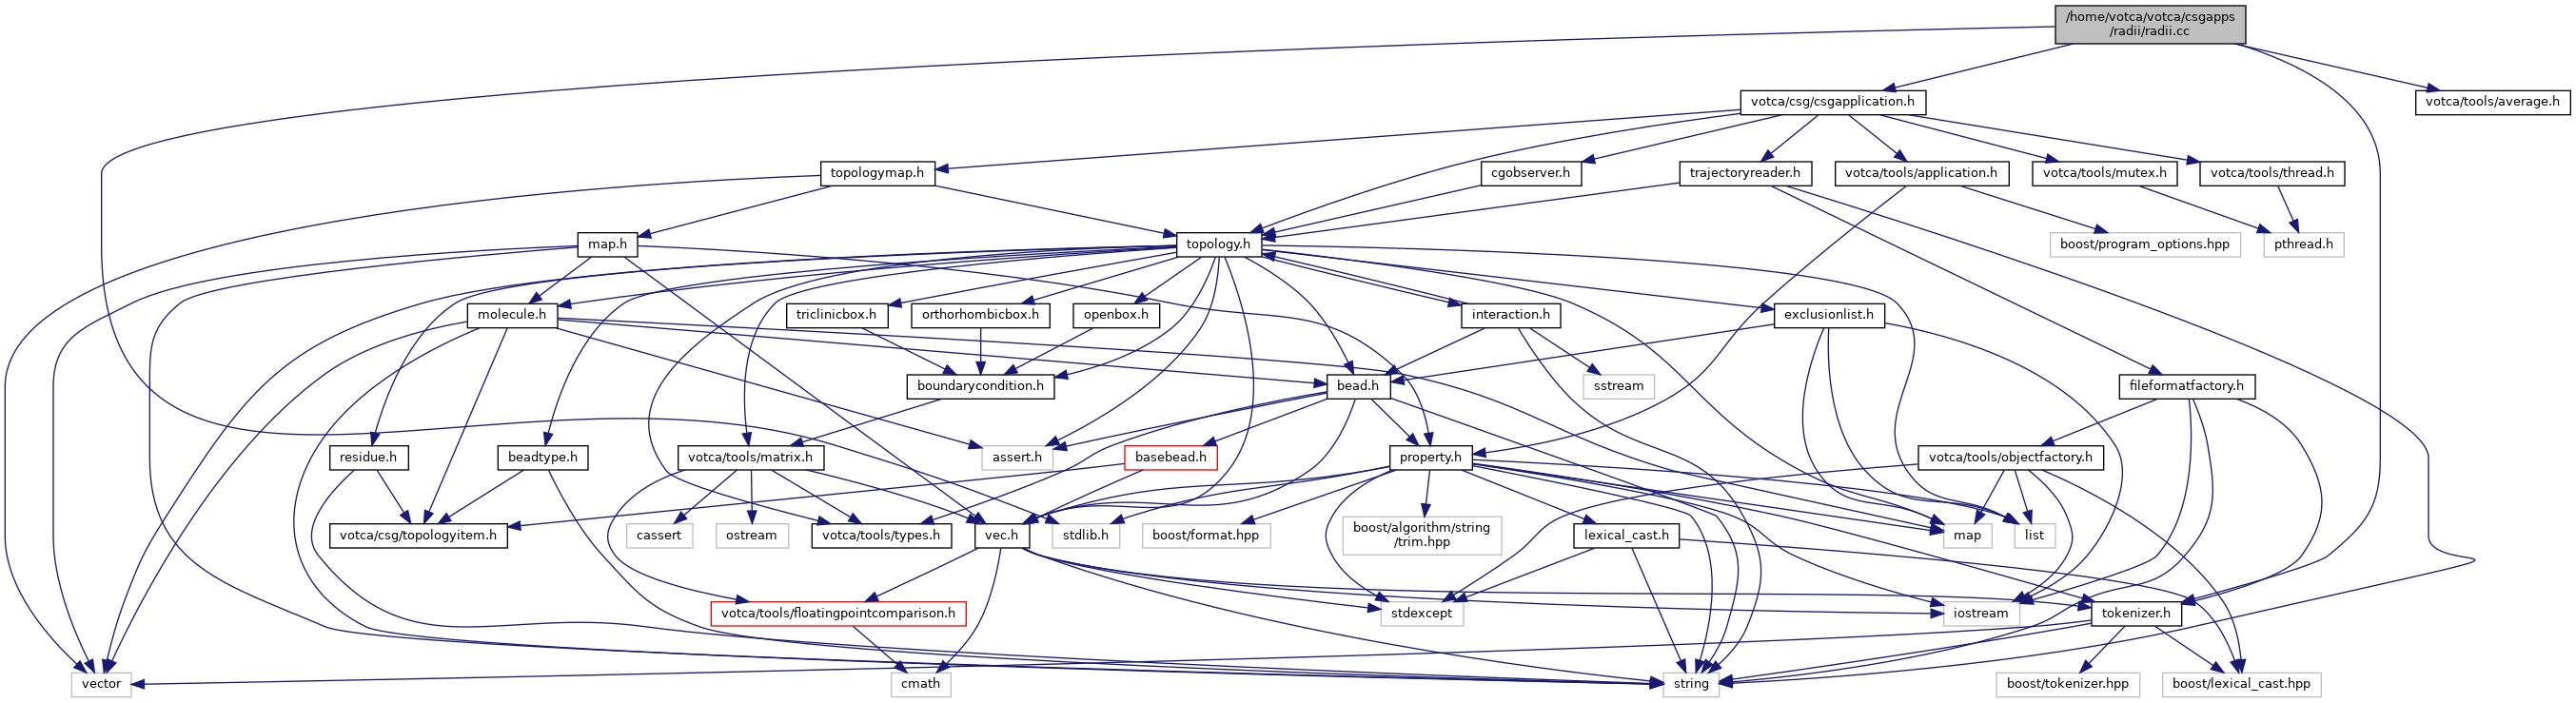 /home/votca/votca/csgapps
/radii/radii.cc
votca/csg/csgapplication.h
votca/tools/average.h
topologymap.h
cgobserver.h
trajectoryreader.h
votca/tools/application.h
votca/tools/mutex.h
votca/tools/thread.h
map.h
topology.h
boost/program_options.hpp
pthread.h
molecule.h
triclinicbox.h
orthorhombicbox.h
openbox.h
interaction.h
exclusionlist.h
boundarycondition.h
bead.h
sstream
fileformatfactory.h
residue.h
beadtype.h
votca/tools/matrix.h
assert.h
basebead.h
property.h
votca/tools/objectfactory.h
votca/csg/topologyitem.h
cassert
ostream
votca/tools/types.h
vec.h
stdlib.h
boost/format.hpp
boost/algorithm/string
/trim.hpp
lexical_cast.h
map
list
votca/tools/floatingpointcomparison.h
stdexcept
iostream
tokenizer.h
vector
cmath
string
boost/tokenizer.hpp
boost/lexical_cast.hpp